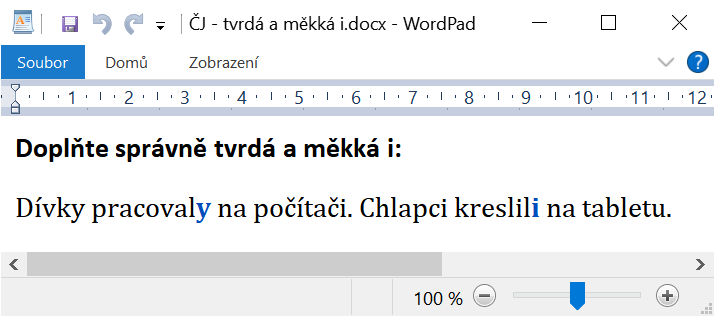 ČJ - tvrdá a měkká i.docx - WordPad
Soubor Domů Zobrazení
?
1 2 3 4 5 6 7 8 9 10 11 12
Doplňte správně tvrdá a měkká i:
Dívky pracovaly na počítači. Chlapci kreslili na tabletu.
100 %